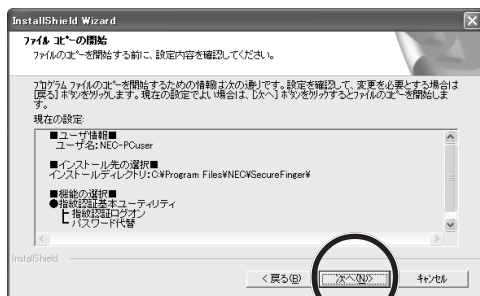 InstallShield Wizard
ファイル コピーの開始
ファイルのコピーを開始する前に、設定内容を確認してください。
プログラム ファイルのコピーを開始するための情報は次の通りです。設定を確認して、変更を必要とする場合は
[戻る] ボタンをクリックします。現在の設定でよい場合は、[次へ] ボタンをクリックするとファイルのコピーを開始しま
す。
現在の設定:
■ユーザ情報■
ユーザ名: NEC-PCuser
■インストール先の選択■
インストールディレクトリ:C:¥Program Files¥NEC¥SecureFinger¥
■機能の選択■
●指紋認証基本ユーティリティ
┣ 指紋認証ログオン
┗ パスワード代替
InstallShield
< 戻る(B)
次へ(N)>
キャンセル